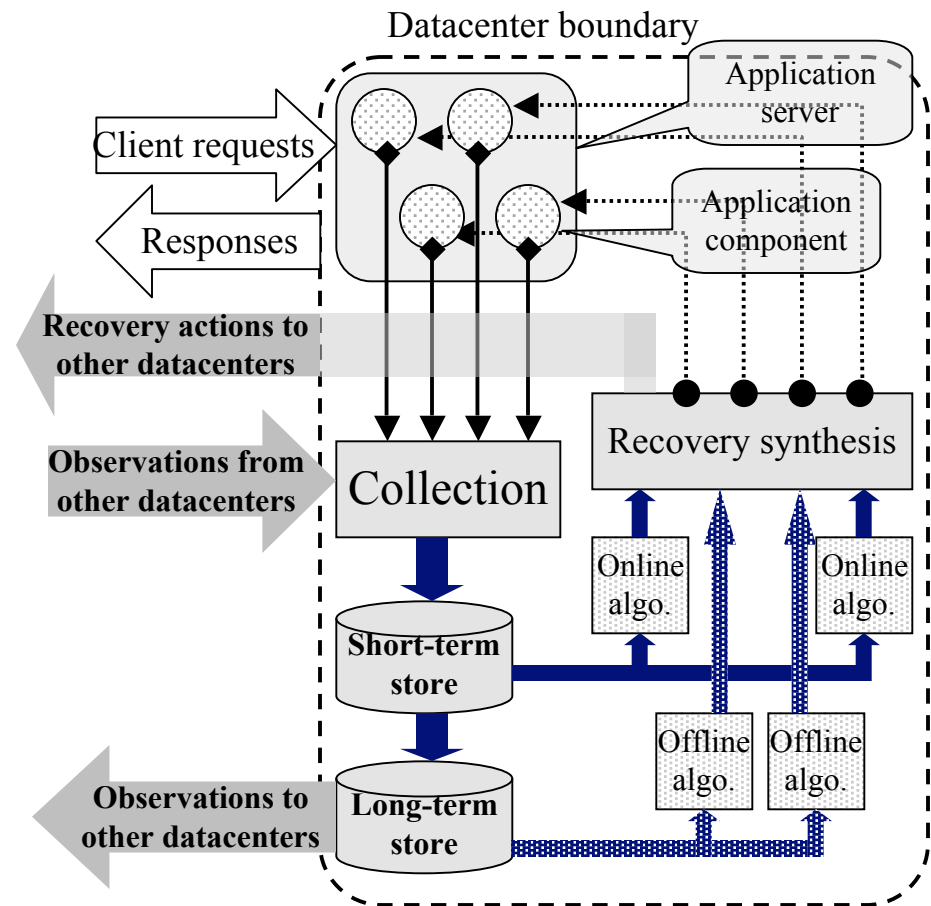 Datacenter boundary
Application
server
Client requests
Application
component
Responses
Recovery actions to
other datacenters
Recovery synthesis
Observations from
other datacenters
Collection
Online
algo.
Online
algo.
Short-term
store
Offline
algo.
Offline
algo.
Observations to
other datacenters
Long-term
store